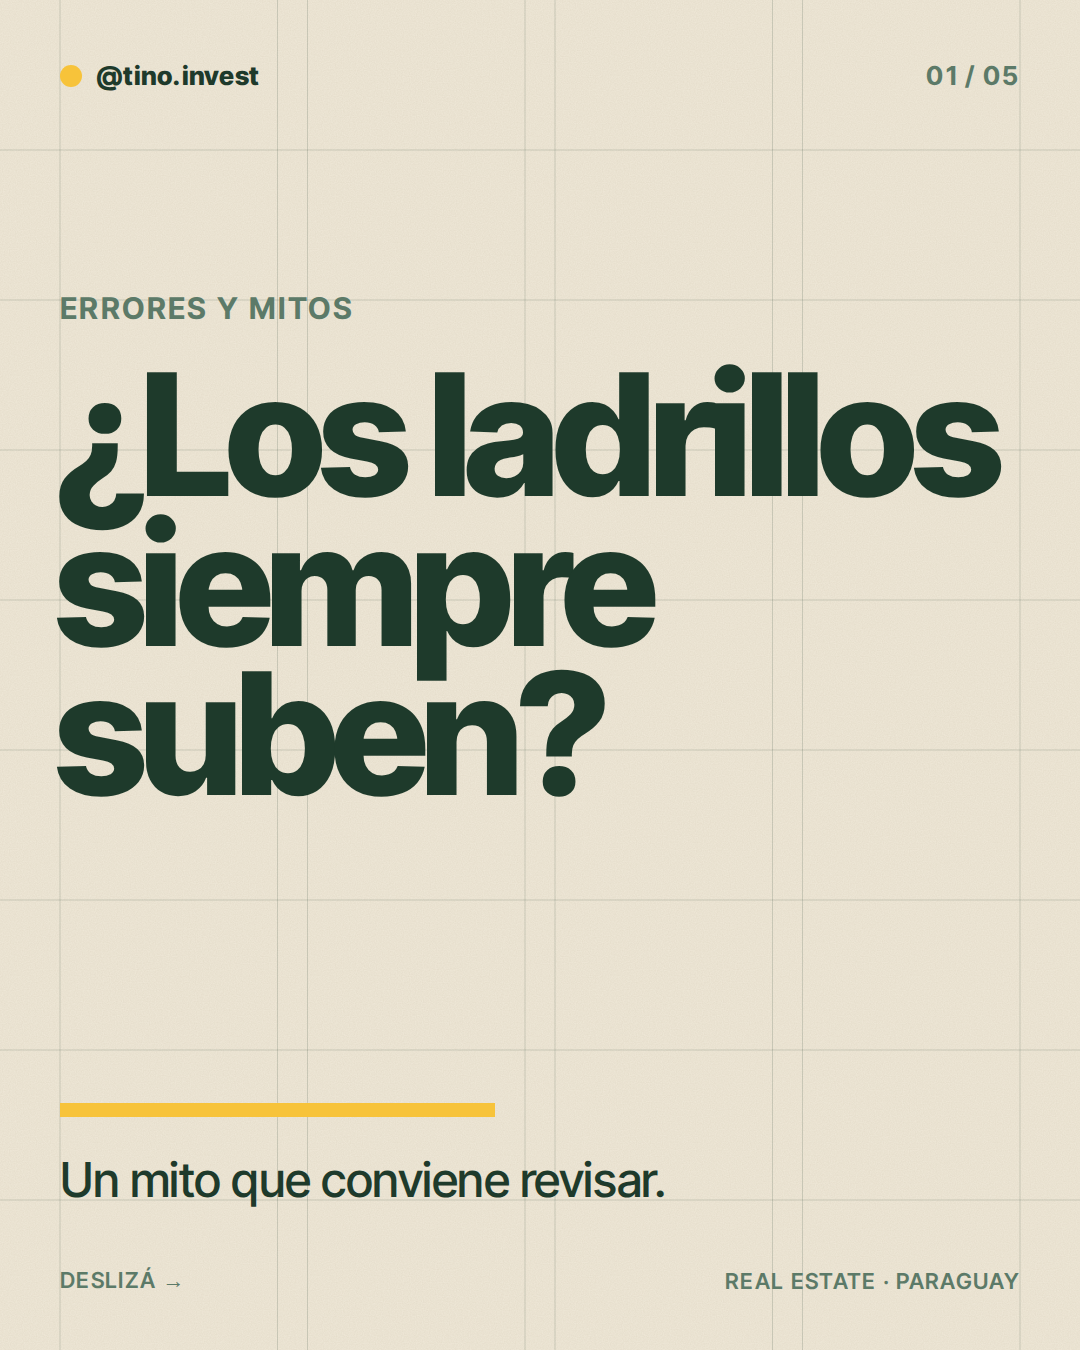 @tino.invest
01 / 05
ERRORES Y MITOS
¿Los ladrillos
siempre
suben?
Un mito que conviene revisar.
DESLIZÁ →
REAL ESTATE · PARAGUAY